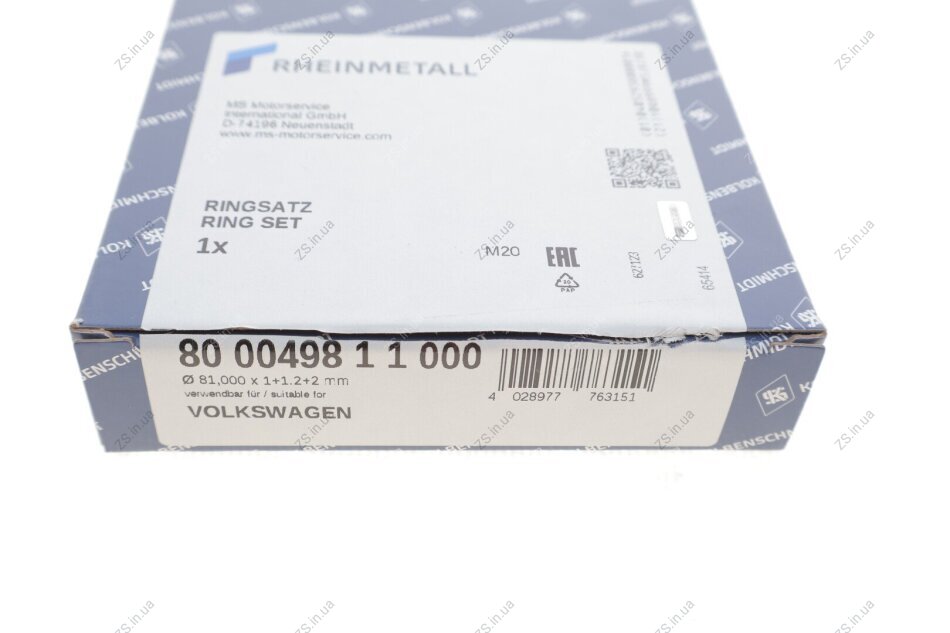 RHEINMETALL
MS Motorservice
International GmbH
D-74196 Neuenstadt
www.ms-motorservice.com
RINGSATZ
RING SET
1x
M20
EAC
20
PAP
65414
80 00498 1 1 000
Ø 81,000 x 1+1.2+2 mm
verwendbar für / suitable for
VOLKSWAGEN
4 028977 763151
KOLBENSCHMIDT
ZS.in.ua